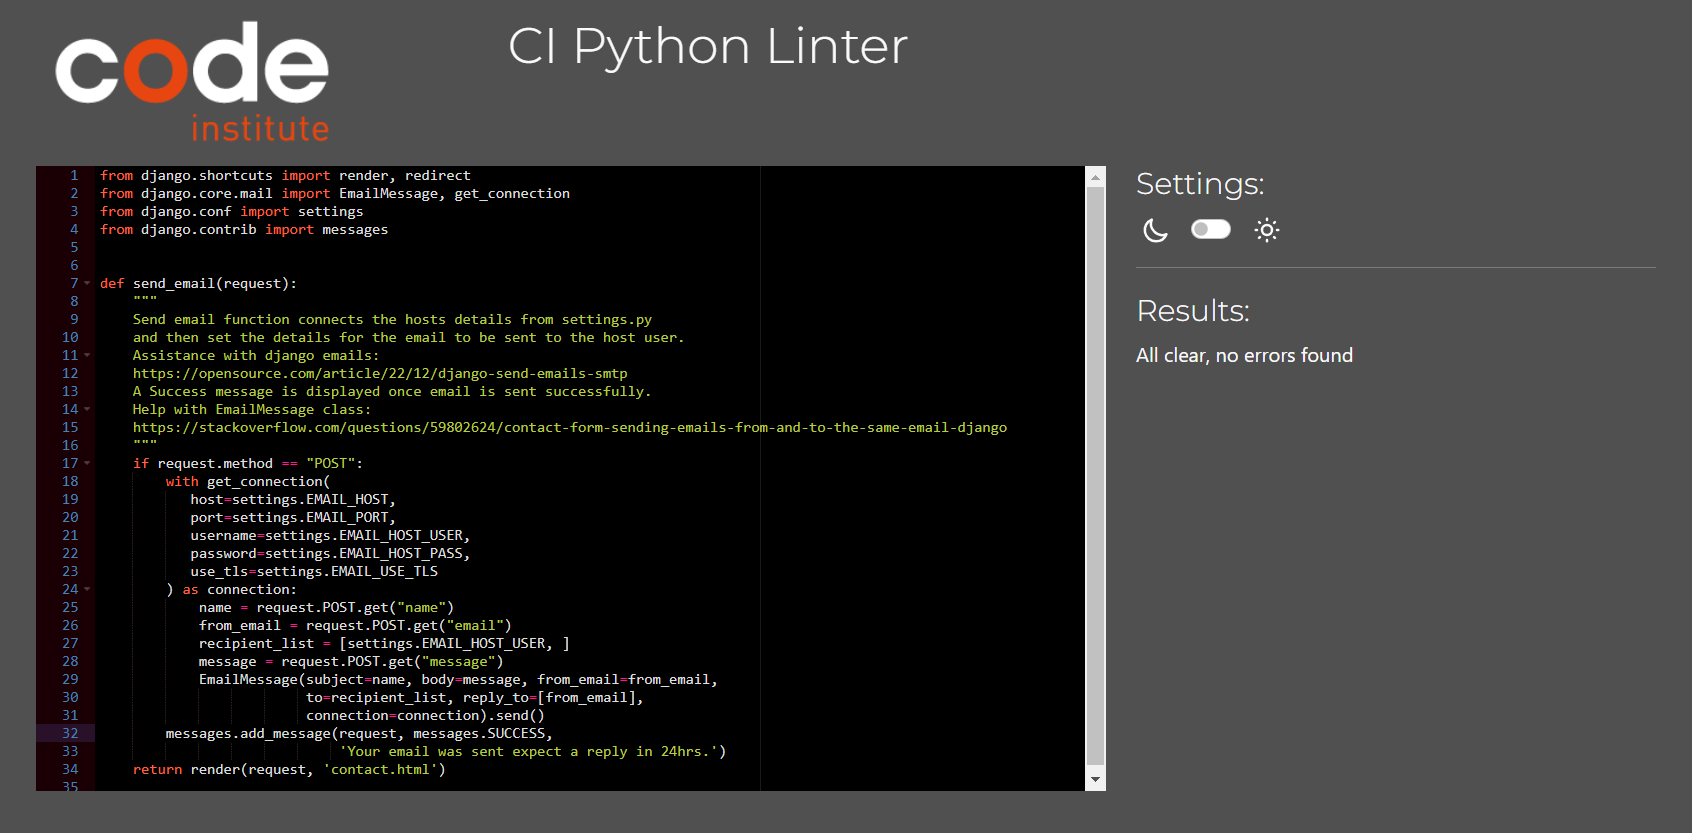 code
institute
CI Python Linter
1 from django.shortcuts import render, redirect
2 from django.core.mail import EmailMessage, get_connection
3 from django.conf import settings
4 from django.contrib import messages
5
6
7 def send_email(request):
8     """
9     Send email function connects the hosts details from settings.py
10     and then set the details for the email to be sent to the host user.
11     Assistance with django emails:
12     https://opensource.com/article/22/12/django-send-emails-smtp
13     A Success message is displayed once email is sent successfully.
14     Help with EmailMessage class:
15     https://stackoverflow.com/questions/59802624/contact-form-sending-emails-from-and-to-the-same-email-django
16     """
17     if request.method == "POST":
18         with get_connection(
19            host=settings.EMAIL_HOST,
20            port=settings.EMAIL_PORT,
21            username=settings.EMAIL_HOST_USER,
22            password=settings.EMAIL_HOST_PASS,
23            use_tls=settings.EMAIL_USE_TLS
24         ) as connection:
25             name = request.POST.get("name")
26             from_email = request.POST.get("email")
27             recipient_list = [settings.EMAIL_HOST_USER, ]
28             message = request.POST.get("message")
29             EmailMessage(subject=name, body=message, from_email=from_email,
30                          to=recipient_list, reply_to=[from_email],
31                          connection=connection).send()
32         messages.add_message(request, messages.SUCCESS,
33                              'Your email was sent expect a reply in 24hrs.')
34     return render(request, 'contact.html')
35
Settings:
Results:
All clear, no errors found